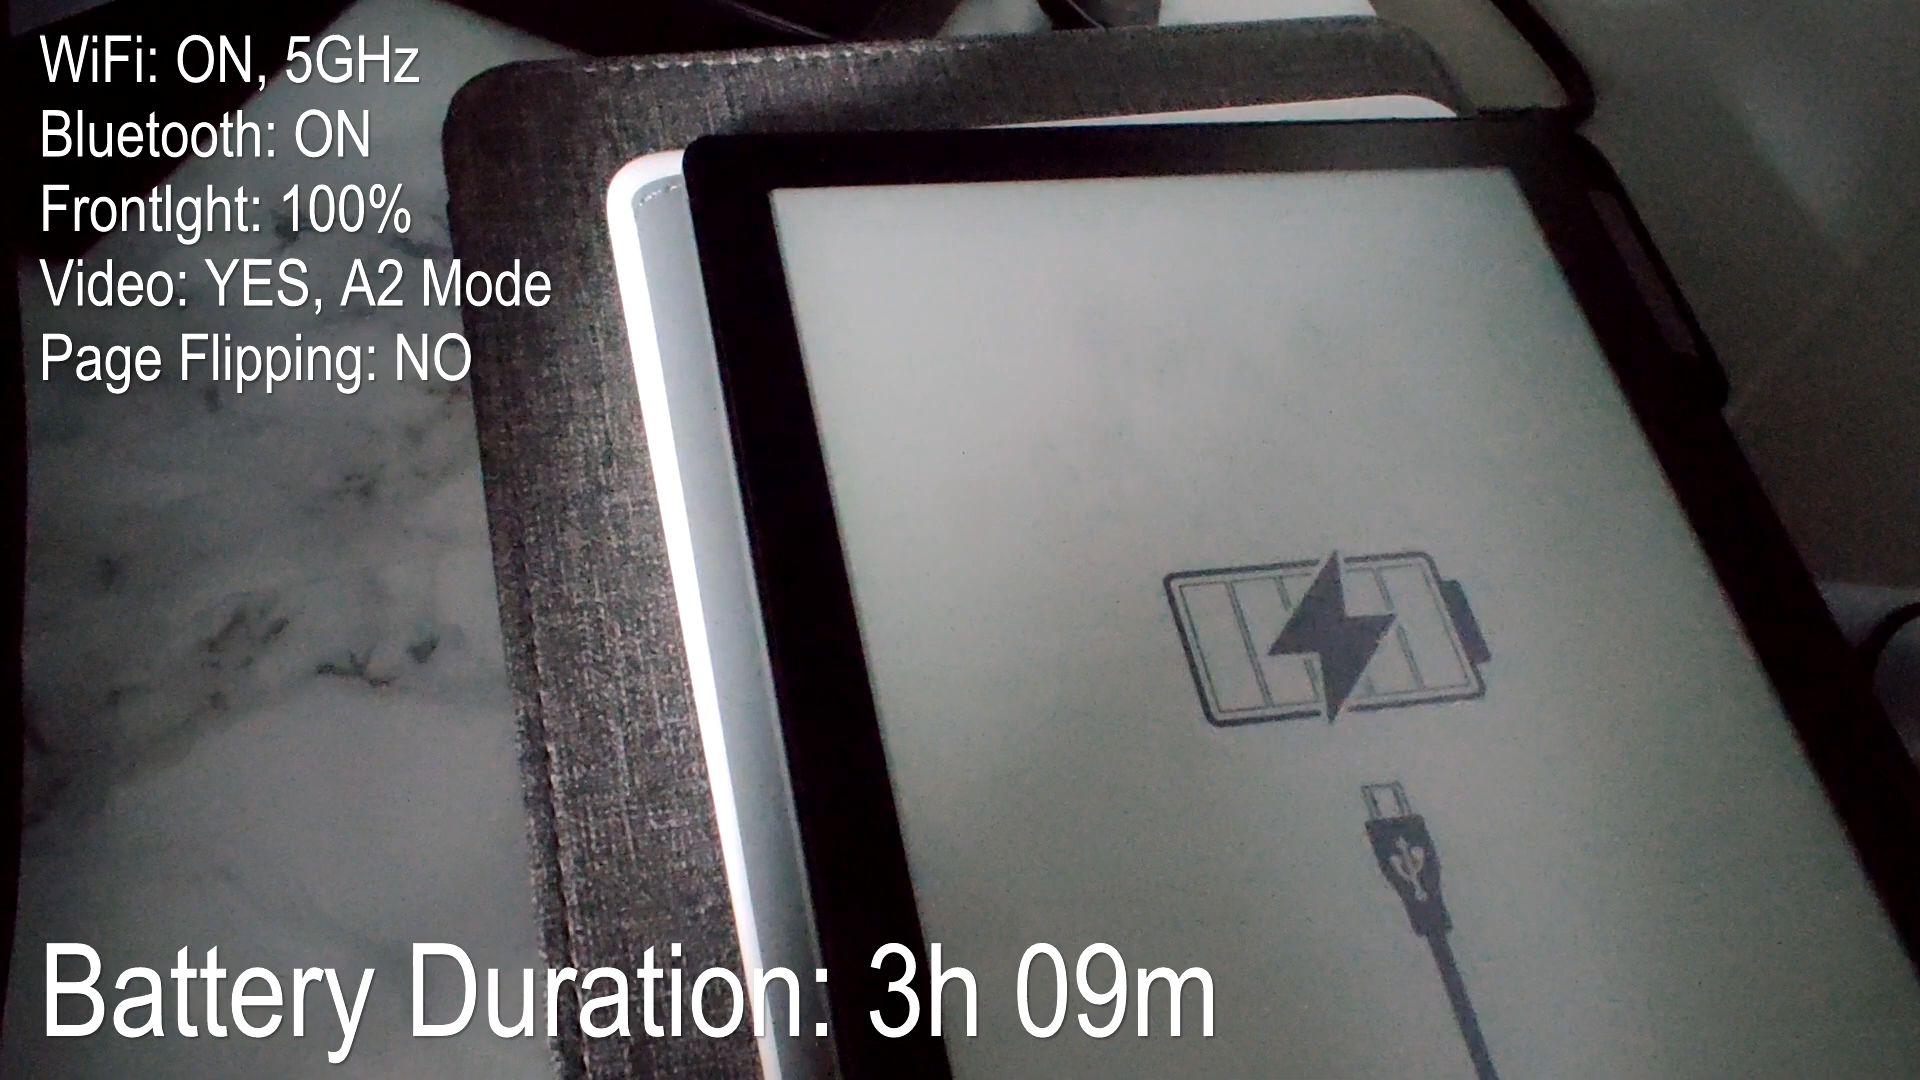 WiFi: ON, 5GHz
Bluetooth: ON
Frontlght: 100%
Video: YES, A2 Mode
Page Flipping: NO
Battery Duration: 3h 09m